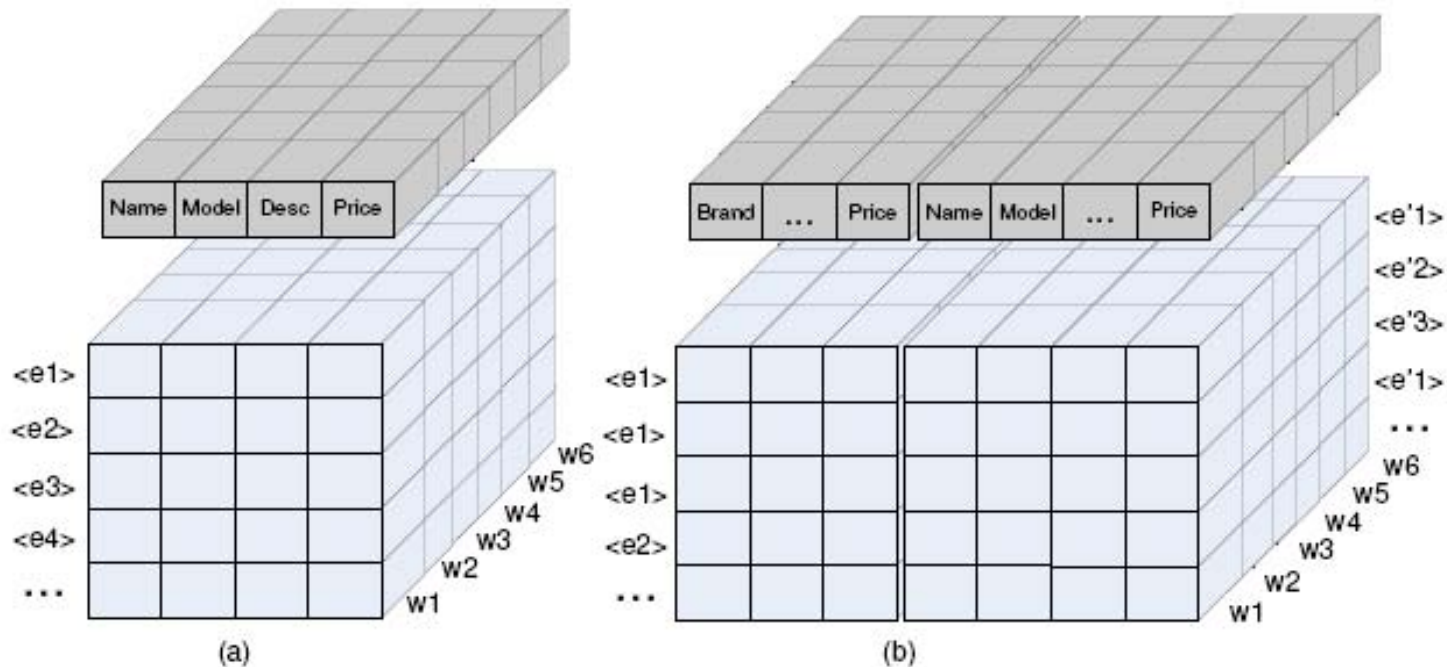 Name Model Desc Price
<e1>
<e2>
<e3>
<e4>
...
w1
w2
w3
w4
w5
w6
(a)
Brand ... Price Name Model ... Price
<e1>
<e1>
<e1>
<e2>
...
<e'1>
<e'2>
<e'3>
<e'1>
...
w1
w2
w3
w4
w5
w6
(b)